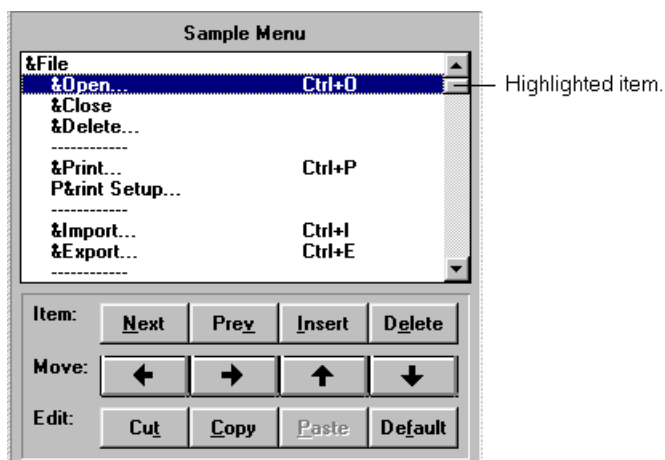 Sample Menu
&File
&Open... Ctrl+O
&Close
&Delete...
------------
&Print... Ctrl+P
P&rint Setup...
------------
&Import... Ctrl+I
&Export... Ctrl+E
------------
Highlighted item.
Item: Next Prev Insert Delete
Move:
Edit: Cut Copy Paste Default